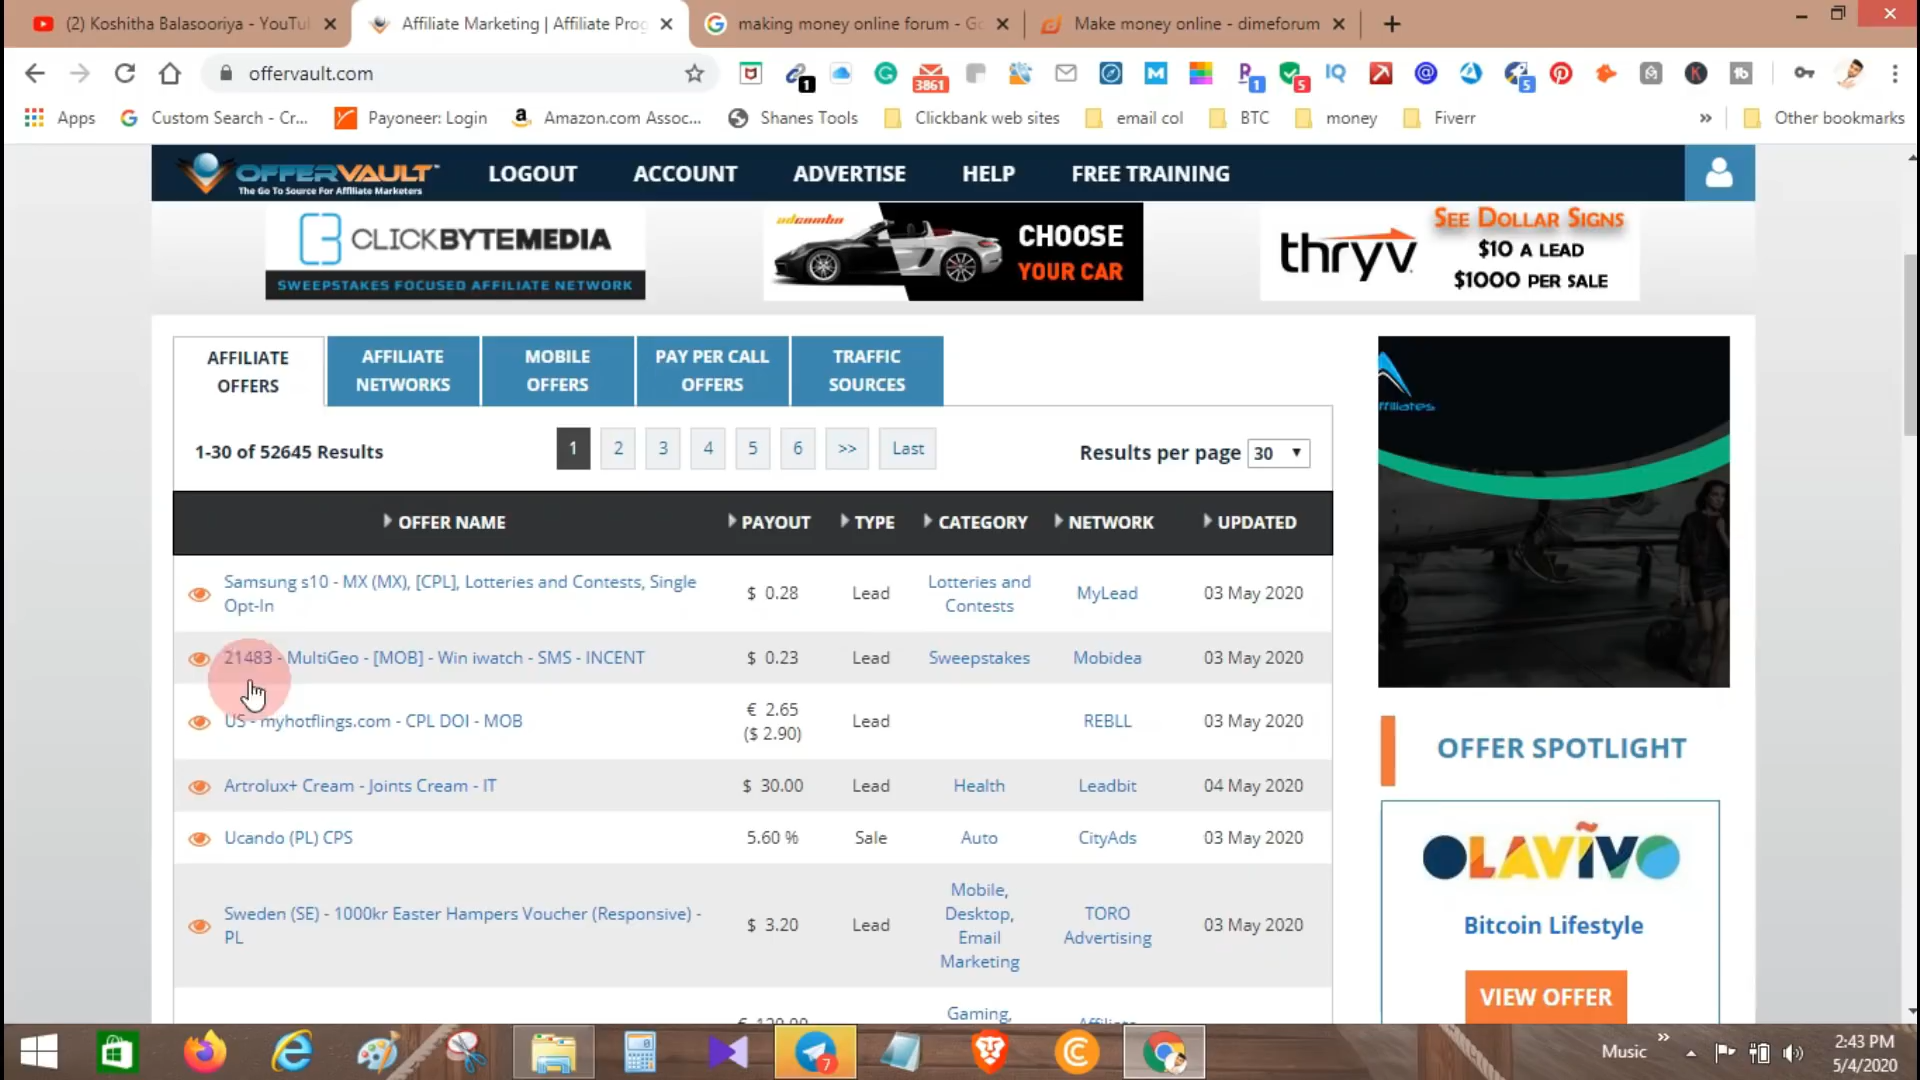 (2) Koshitha Balasooriya - YouTu
Affiliate Marketing | Affiliate Prog
making money online forum - Go
Make money online - dimeforum
offervault.com
1
3861
1
5
IQ
5
Apps
Custom Search - Cr...
Payoneer: Login
Amazon.com Assoc...
Shanes Tools
Clickbank web sites
email col
BTC
money
Fiverr
»
Other bookmarks
OFFERVAULT
The Go To Source For Affiliate Marketers
LOGOUT
ACCOUNT
ADVERTISE
HELP
FREE TRAINING
CLICKBYTEMEDIA
SWEEPSTAKES FOCUSED AFFILIATE NETWORK
adcombo
CHOOSE
YOUR CAR
thryv
SEE DOLLAR SIGNS
$10 A LEAD
$1000 PER SALE
AFFILIATE
OFFERS
AFFILIATE
NETWORKS
MOBILE
OFFERS
PAY PER CALL
OFFERS
TRAFFIC
SOURCES
1-30 of 52645 Results
1 2 3 4 5 6 >> Last
Results per page 30
OFFER NAME PAYOUT TYPE CATEGORY NETWORK UPDATED
Samsung s10 - MX (MX), [CPL], Lotteries and Contests, Single
Opt-In
$ 0.28
Lead
Lotteries and
Contests
MyLead
03 May 2020
21483 - MultiGeo - [MOB] - Win iwatch - SMS - INCENT
$ 0.23
Lead
Sweepstakes
Mobidea
03 May 2020
US - myhotflings.com - CPL DOI - MOB
€ 2.65
($ 2.90)
Lead
REBLL
03 May 2020
Artrolux+ Cream - Joints Cream - IT
$ 30.00
Lead
Health
Leadbit
04 May 2020
Ucando (PL) CPS
5.60 %
Sale
Auto
CityAds
03 May 2020
Sweden (SE) - 1000kr Easter Hampers Voucher (Responsive) -
PL
$ 3.20
Lead
Mobile,
Desktop,
Email
Marketing
TORO
Advertising
03 May 2020
Gaming,
ffiliates
OFFER SPOTLIGHT
OLAVIVO
Bitcoin Lifestyle
VIEW OFFER
7
Music
»
2:43 PM
5/4/2020